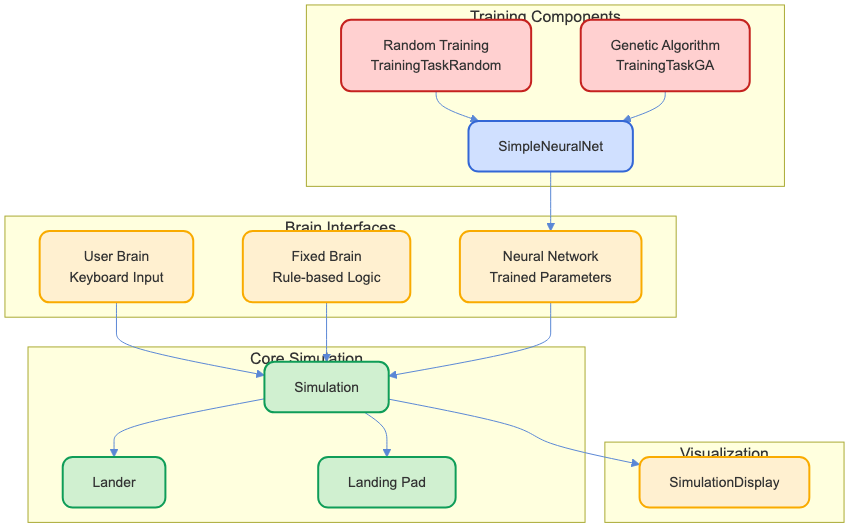 Training Components
Random Training
TrainingTaskRandom
Genetic Algorithm
TrainingTaskGA
SimpleNeuralNet
Brain Interfaces
User Brain
Keyboard Input
Fixed Brain
Rule-based Logic
Neural Network
Trained Parameters
Core Simulation
Simulation
Lander
Landing Pad
Visualization
SimulationDisplay